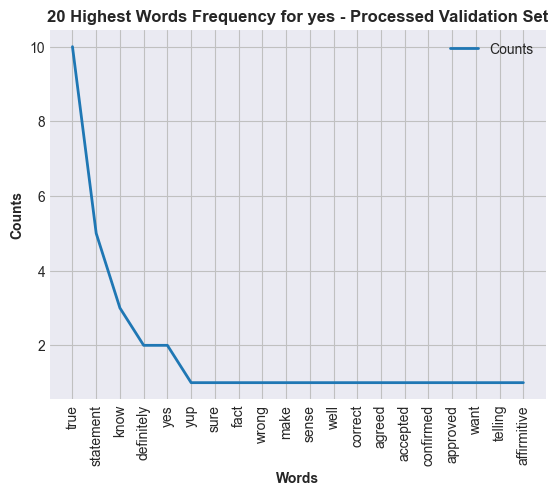 20 Highest Words Frequency for yes - Processed Validation Set
Counts
10
8
6
4
2
Counts
true
statement
know
definitely
yes
yup
sure
fact
wrong
make
sense
well
correct
agreed
accepted
confirmed
approved
want
telling
affirmitive
Words